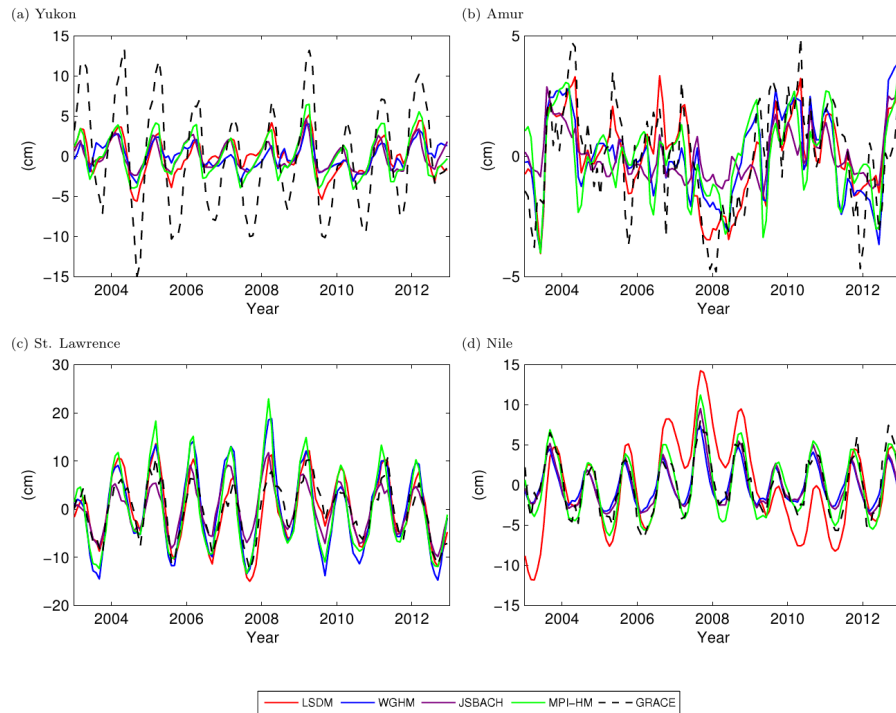 (a) Yukon
(b) Amur
15
10
5
0
−5
−10
−15
(cm)
2004 2006 2008 2010 2012
Year
5
0
−5
(cm)
2004 2006 2008 2010 2012
Year
(c) St. Lawrence
(d) Nile
30
20
10
0
−10
−20
(cm)
2004 2006 2008 2010 2012
Year
15
10
5
0
−5
−10
−15
(cm)
2004 2006 2008 2010 2012
Year
LSDM WGHM JSBACH MPI−HM GRACE